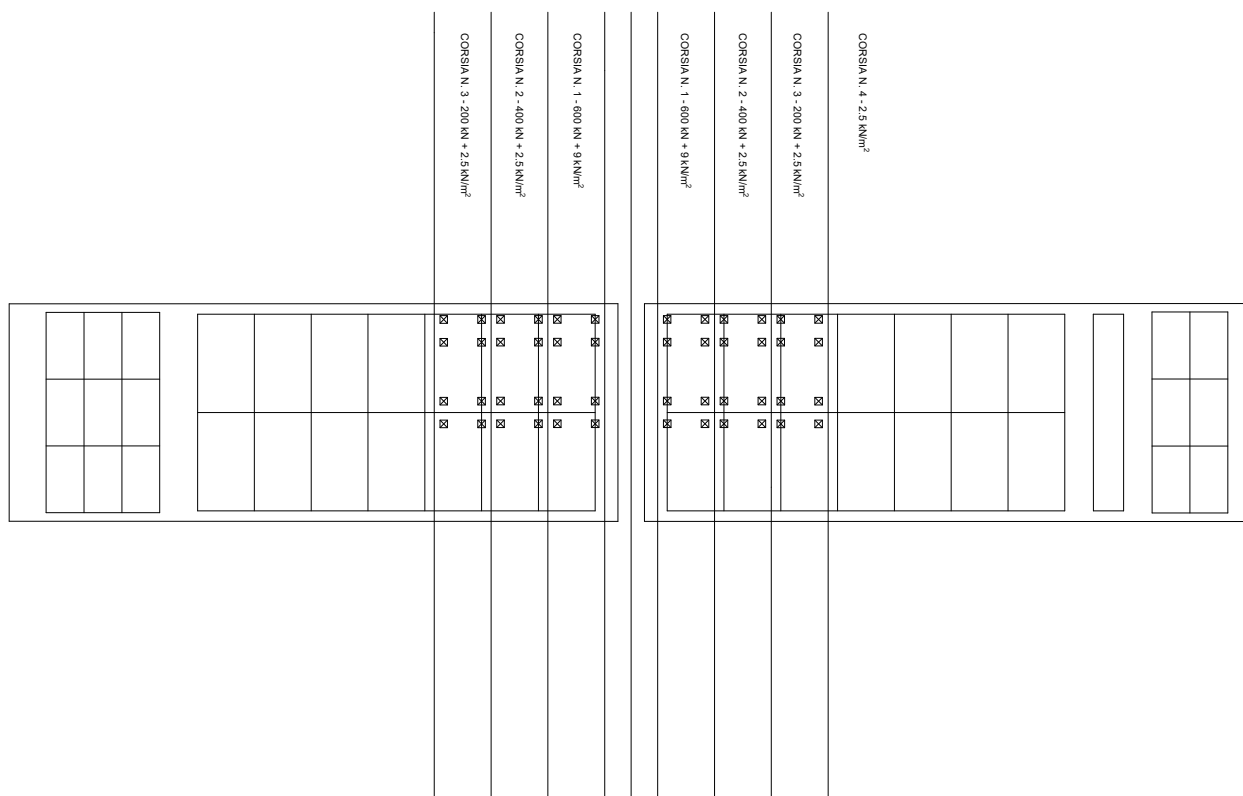 CORSIA N. 3 - 200 kN + 2.5 kN/m²
CORSIA N. 2 - 400 kN + 2.5 kN/m²
CORSIA N. 1 - 600 kN + 9 kN/m²
CORSIA N. 1 - 600 kN + 9 kN/m²
CORSIA N. 2 - 400 kN + 2.5 kN/m²
CORSIA N. 3 - 200 kN + 2.5 kN/m²
CORSIA N. 4 - 2.5 kN/m²